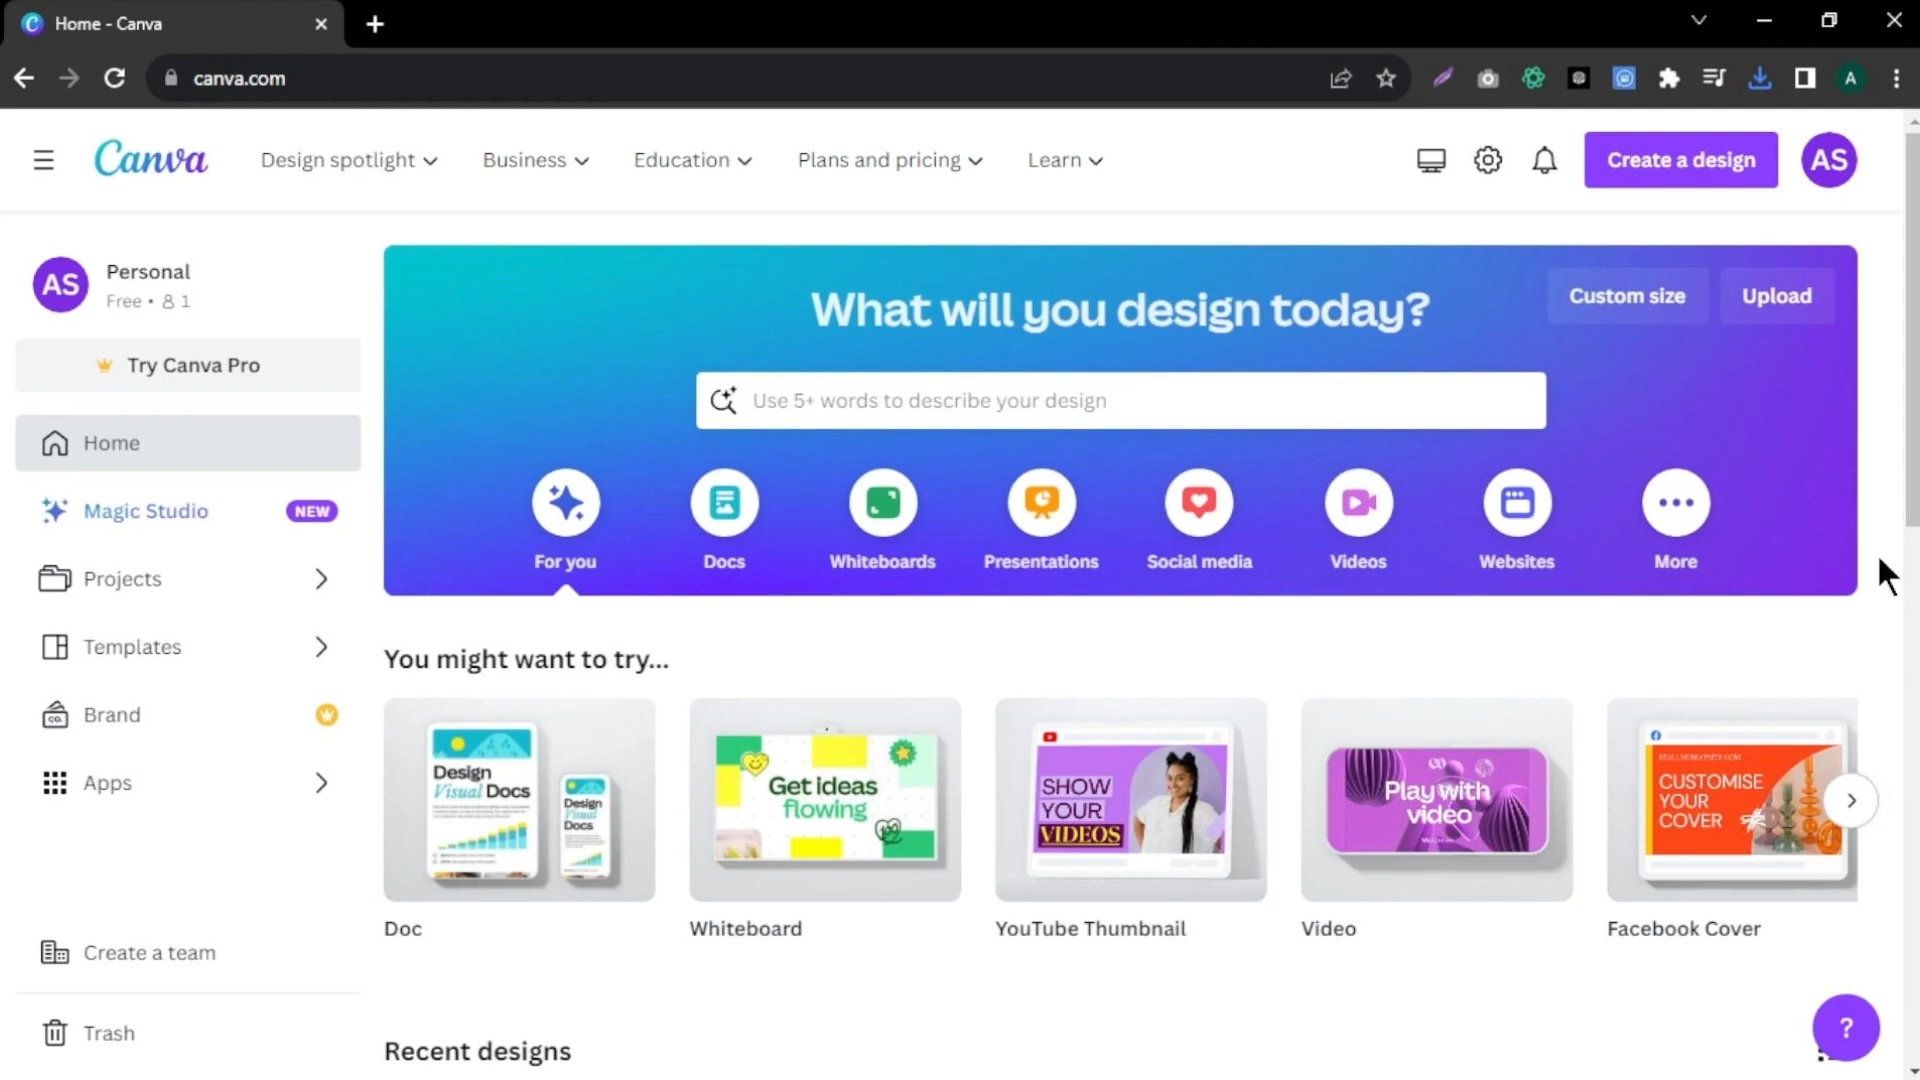 Home - Canva
canva.com
A
Canva
Design spotlight
Business
Education
Plans and pricing
Learn
Create a design
AS
AS
Personal
Free • 1
Try Canva Pro
Home
Magic Studio
NEW
Projects
Templates
Brand
CO.
Apps
Create a team
Trash
What will you design today?
Custom size
Upload
Use 5+ words to describe your design
For you
Docs
Whiteboards
Presentations
Social media
Videos
Websites
More
You might want to try...
Design
Visual Docs
Design
Visual
Docs
Get ideas
flowing
SHOW
YOUR
VIDEOS
Play with
video
CUSTOMISE
YOUR
COVER
Doc
Whiteboard
YouTube Thumbnail
Video
Facebook Cover
Recent designs
?